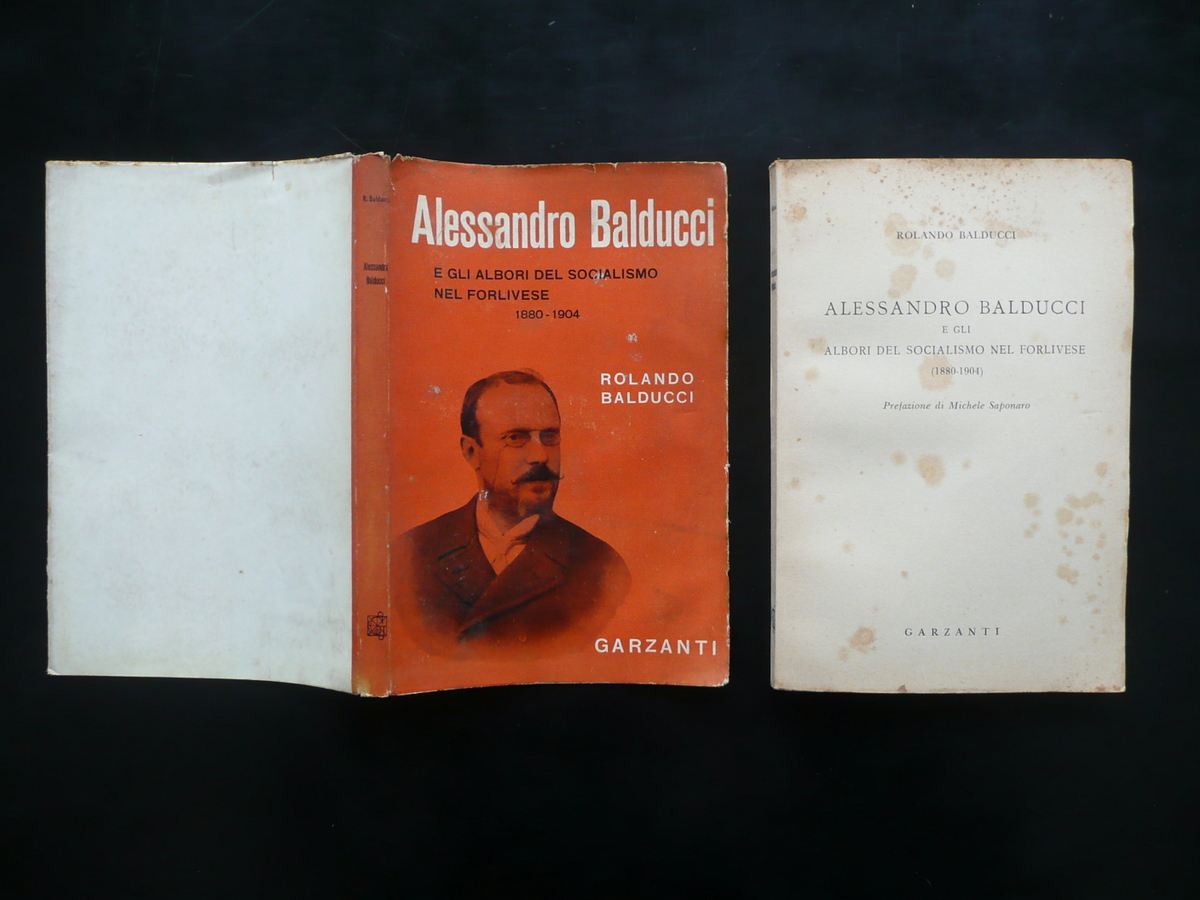 R. Balducci
Alessandro
Balducci
Alessandro Balducci
E GLI ALBORI DEL SOCIALISMO
NEL FORLIVESE
1880-1904
ROLANDO
BALDUCCI
GARZANTI
ROLANDO BALDUCCI
ALESSANDRO BALDUCCI
E GLI
ALBORI DEL SOCIALISMO NEL FORLIVESE
(1880-1904)
Prefazione di Michele Saponaro
GARZANTI